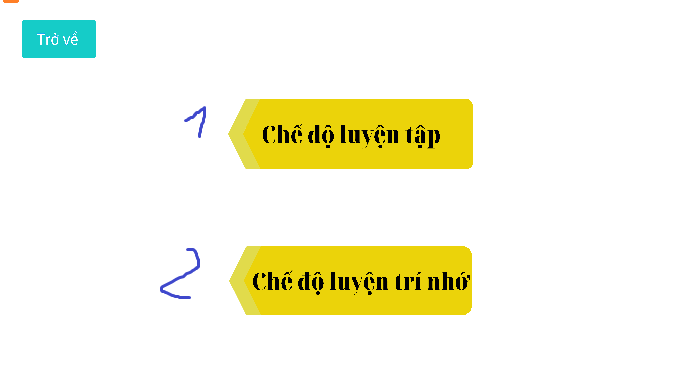 Trở về
1 Chế độ luyện tập
2 Chế độ luyện trí nhớ